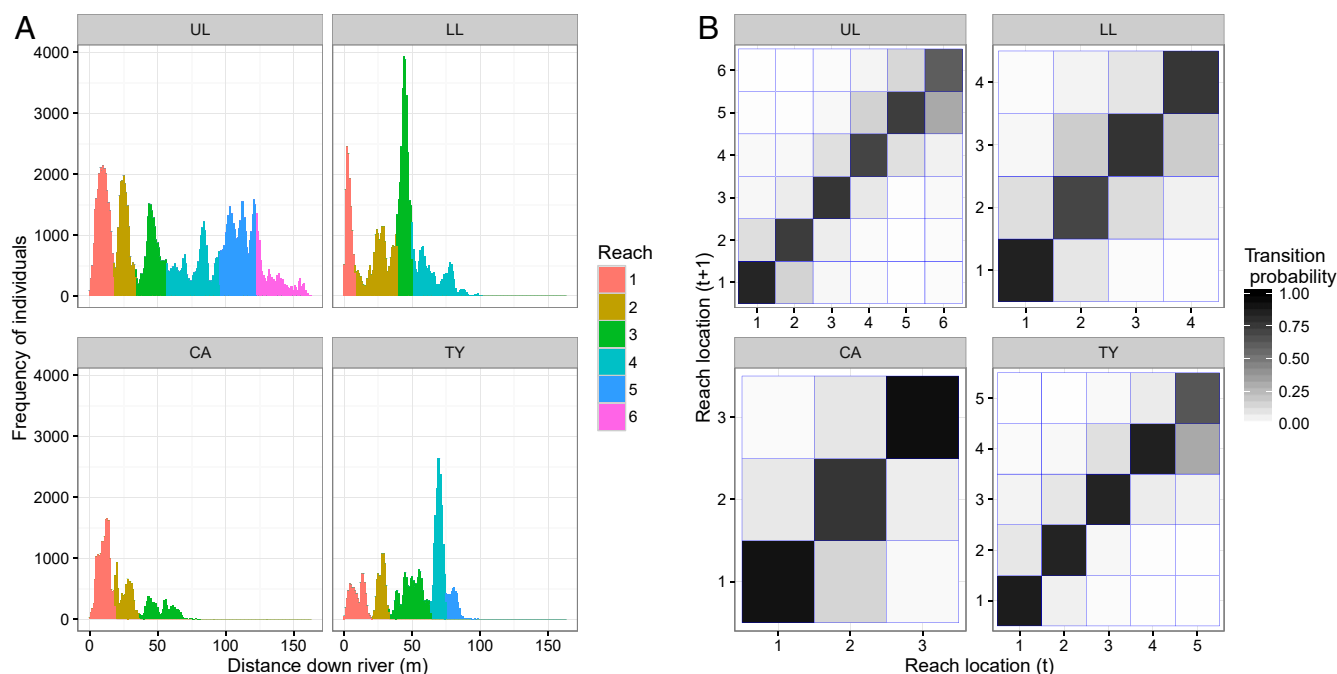 A
UL
LL
4000
3000
2000
1000
0
CA
TY
4000
3000
2000
1000
0
0 50 100 150
0 50 100 150
Frequency of individuals
Distance down river (m)
Reach
1
2
3
4
5
6
B
UL
LL
6
5
4
3
2
1
1 2 3 4 5 6
4
3
2
1
1 2 3 4
CA
TY
3
2
1
1 2 3
5
4
3
2
1
1 2 3 4 5
Reach location (t+1)
Reach location (t)
Transition
probability
1.00
0.75
0.50
0.25
0.00